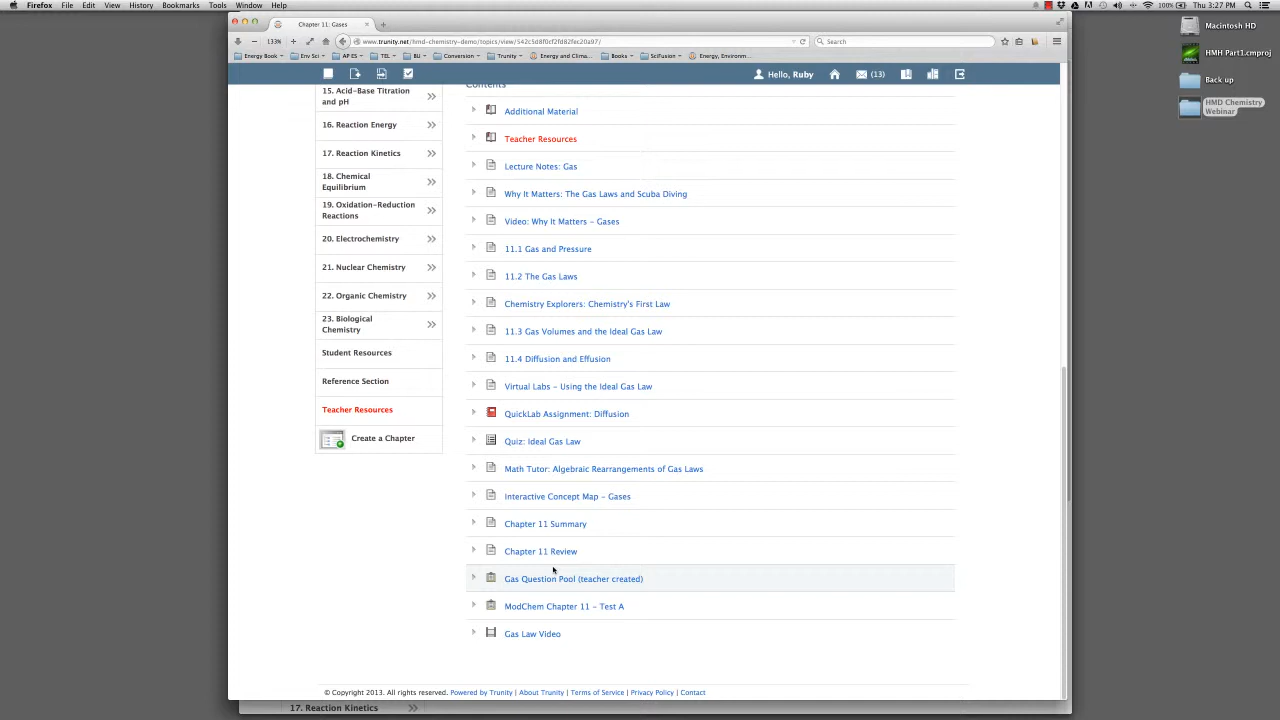 Firefox File Edit View History Bookmarks Tools Window Help
100% Thu 3:27 PM
Chapter 11: Gases
133%
www.trunity.net/hmd-chemistry-demo/topics/view/542c5d8f0cf2fd82fec20a97/
Search
Energy Book
Env Sci
AP ES
TEL
BU
Conversion
Trunity
Energy and Clima...
Books
SciFusion
Energy, Environm...
Macintosh HD
HMH Part1.cmproj
Back up
HMD Chemistry
Webinar
Hello, Ruby
(13)
Contents
15. Acid-Base Titration
and pH
16. Reaction Energy
17. Reaction Kinetics
18. Chemical
Equilibrium
19. Oxidation-Reduction
Reactions
20. Electrochemistry
21. Nuclear Chemistry
22. Organic Chemistry
23. Biological
Chemistry
Student Resources
Reference Section
Teacher Resources
Create a Chapter
Additional Material
Teacher Resources
Lecture Notes: Gas
Why It Matters: The Gas Laws and Scuba Diving
Video: Why It Matters - Gases
11.1 Gas and Pressure
11.2 The Gas Laws
Chemistry Explorers: Chemistry's First Law
11.3 Gas Volumes and the Ideal Gas Law
11.4 Diffusion and Effusion
Virtual Labs - Using the Ideal Gas Law
QuickLab Assignment: Diffusion
Quiz: Ideal Gas Law
Math Tutor: Algebraic Rearrangements of Gas Laws
Interactive Concept Map - Gases
Chapter 11 Summary
Chapter 11 Review
Gas Question Pool (teacher created)
ModChem Chapter 11 - Test A
Gas Law Video
© Copyright 2013. All rights reserved. Powered by Trunity | About Trunity | Terms of Service | Privacy Policy | Contact
17. Reaction Kinetics